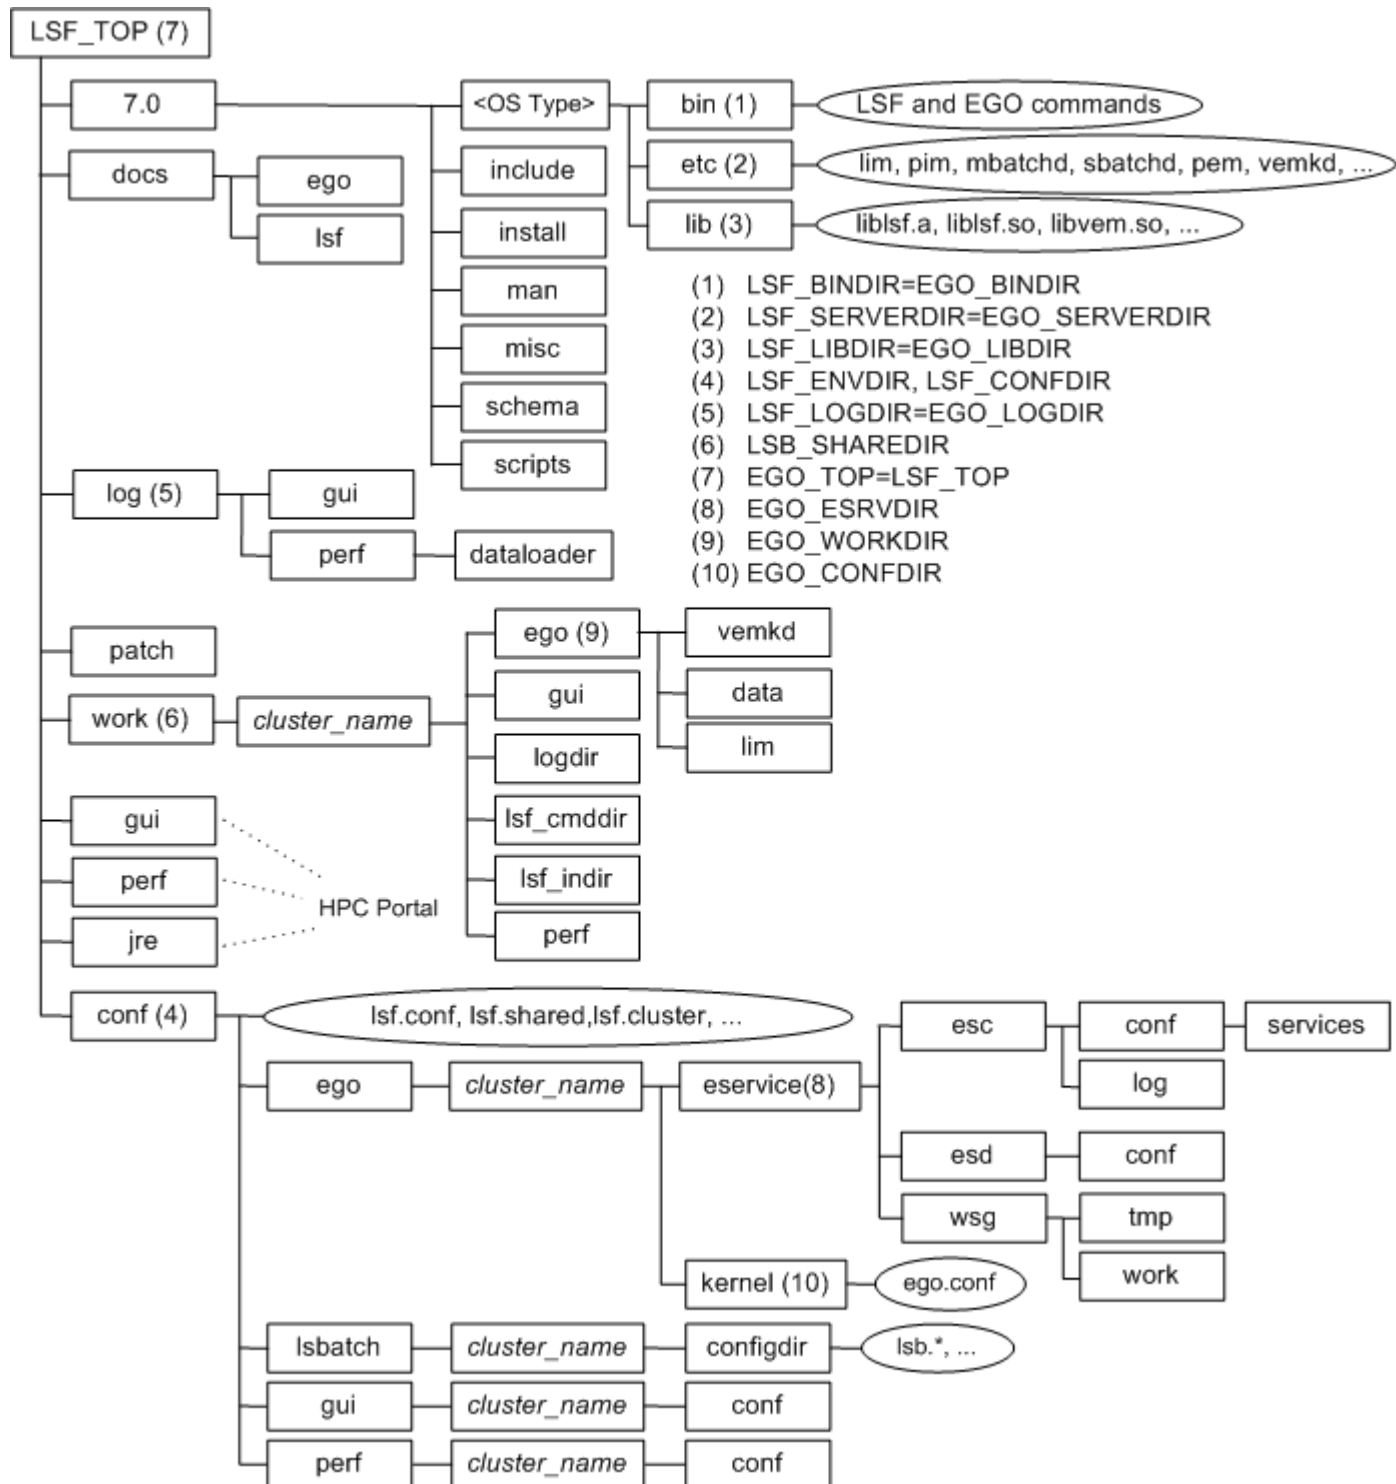 LSF_TOP (7)
7.0
<OS Type>
bin (1)
LSF and EGO commands
docs
ego
include
etc (2)
lim, pim, mbatchd, sbatchd, pem, vemkd, ...
lsf
install
lib (3)
liblsf.a, liblsf.so, libvem.so, ...
man
misc
schema
scripts
(1) LSF_BINDIR=EGO_BINDIR
(2) LSF_SERVERDIR=EGO_SERVERDIR
(3) LSF_LIBDIR=EGO_LIBDIR
(4) LSF_ENVDIR, LSF_CONFDIR
(5) LSF_LOGDIR=EGO_LOGDIR
(6) LSB_SHAREDIR
(7) EGO_TOP=LSF_TOP
(8) EGO_ESRVDIR
(9) EGO_WORKDIR
(10) EGO_CONFDIR
log (5)
gui
perf
dataloader
patch
work (6)
cluster_name
ego (9)
vemkd
gui
data
logdir
lim
lsf_cmddir
lsf_indir
perf
gui
perf
jre
HPC Portal
conf (4)
lsf.conf, lsf.shared,lsf.cluster, ...
ego
cluster_name
eservice(8)
esc
conf
services
log
esd
conf
wsg
tmp
work
kernel (10)
ego.conf
lsbatch
cluster_name
configdir
lsb.*, ...
gui
cluster_name
conf
perf
cluster_name
conf